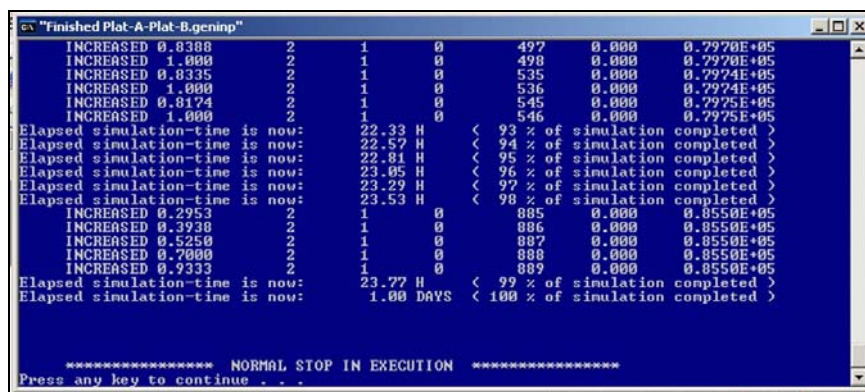 "Finished Plat-A-Plat-B.geninp"
INCREASED 0.8388 2 1 0 497 0.000 0.7970E+05
INCREASED 1.000 2 1 0 498 0.000 0.7970E+05
INCREASED 0.8335 2 1 0 535 0.000 0.7974E+05
INCREASED 1.000 2 1 0 536 0.000 0.7974E+05
INCREASED 0.8174 2 1 0 545 0.000 0.7975E+05
INCREASED 1.000 2 1 0 546 0.000 0.7975E+05
Elapsed simulation-time is now: 22.33 H ( 93 % of simulation completed )
Elapsed simulation-time is now: 22.57 H ( 94 % of simulation completed )
Elapsed simulation-time is now: 22.81 H ( 95 % of simulation completed )
Elapsed simulation-time is now: 23.05 H ( 96 % of simulation completed )
Elapsed simulation-time is now: 23.29 H ( 97 % of simulation completed )
Elapsed simulation-time is now: 23.53 H ( 98 % of simulation completed )
INCREASED 0.2953 2 1 0 885 0.000 0.8550E+05
INCREASED 0.3938 2 1 0 886 0.000 0.8550E+05
INCREASED 0.5250 2 1 0 887 0.000 0.8550E+05
INCREASED 0.7000 2 1 0 888 0.000 0.8550E+05
INCREASED 0.9333 2 1 0 889 0.000 0.8550E+05
Elapsed simulation-time is now: 23.77 H ( 99 % of simulation completed )
Elapsed simulation-time is now: 1.00 DAYS ( 100 % of simulation completed )
**************** NORMAL STOP IN EXECUTION ****************
Press any key to continue . . .